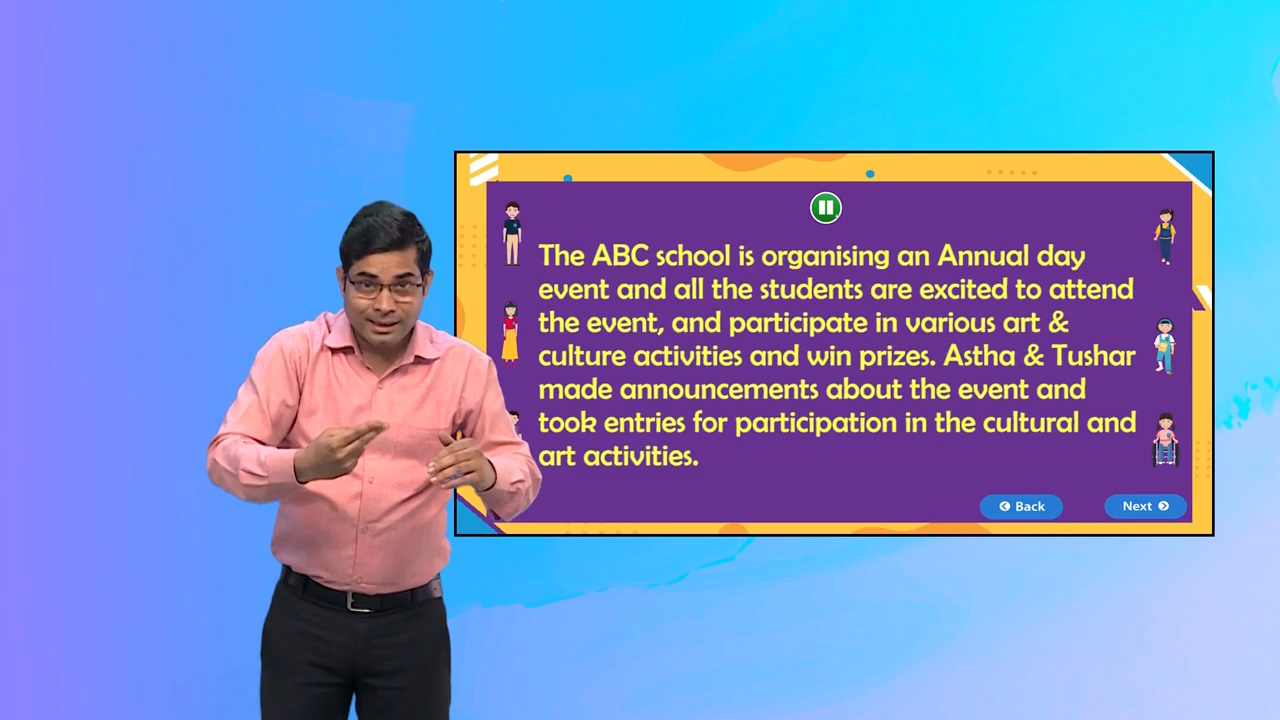 The ABC school is organising an Annual day
event and all the students are excited to attend
the event, and participate in various art &
culture activities and win prizes. Astha & Tushar
made announcements about the event and
took entries for participation in the cultural and
art activities.
Back
Next